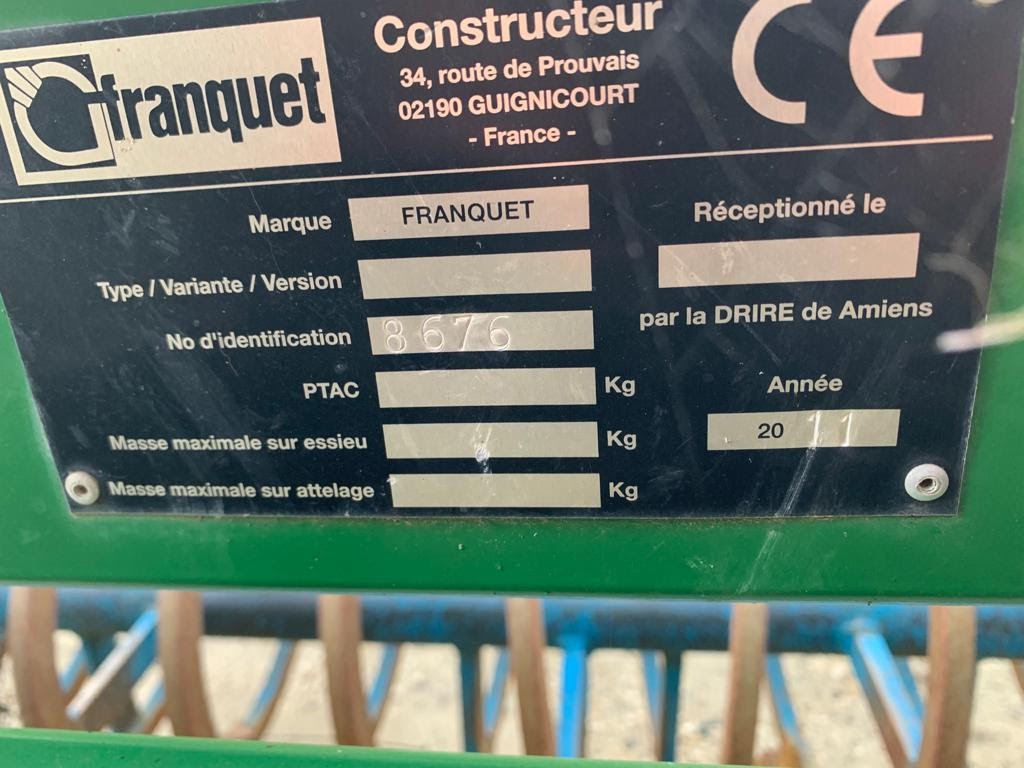 franquet
Constructeur
34, route de Prouvais
02190 GUIGNICOURT
- France -
CE
Marque FRANQUET
Type / Variante / Version
No d'identification 8676
PTAC Kg
Masse maximale sur essieu Kg
Masse maximale sur attelage Kg
Réceptionné le
par la DRIRE de Amiens
Année
20 11